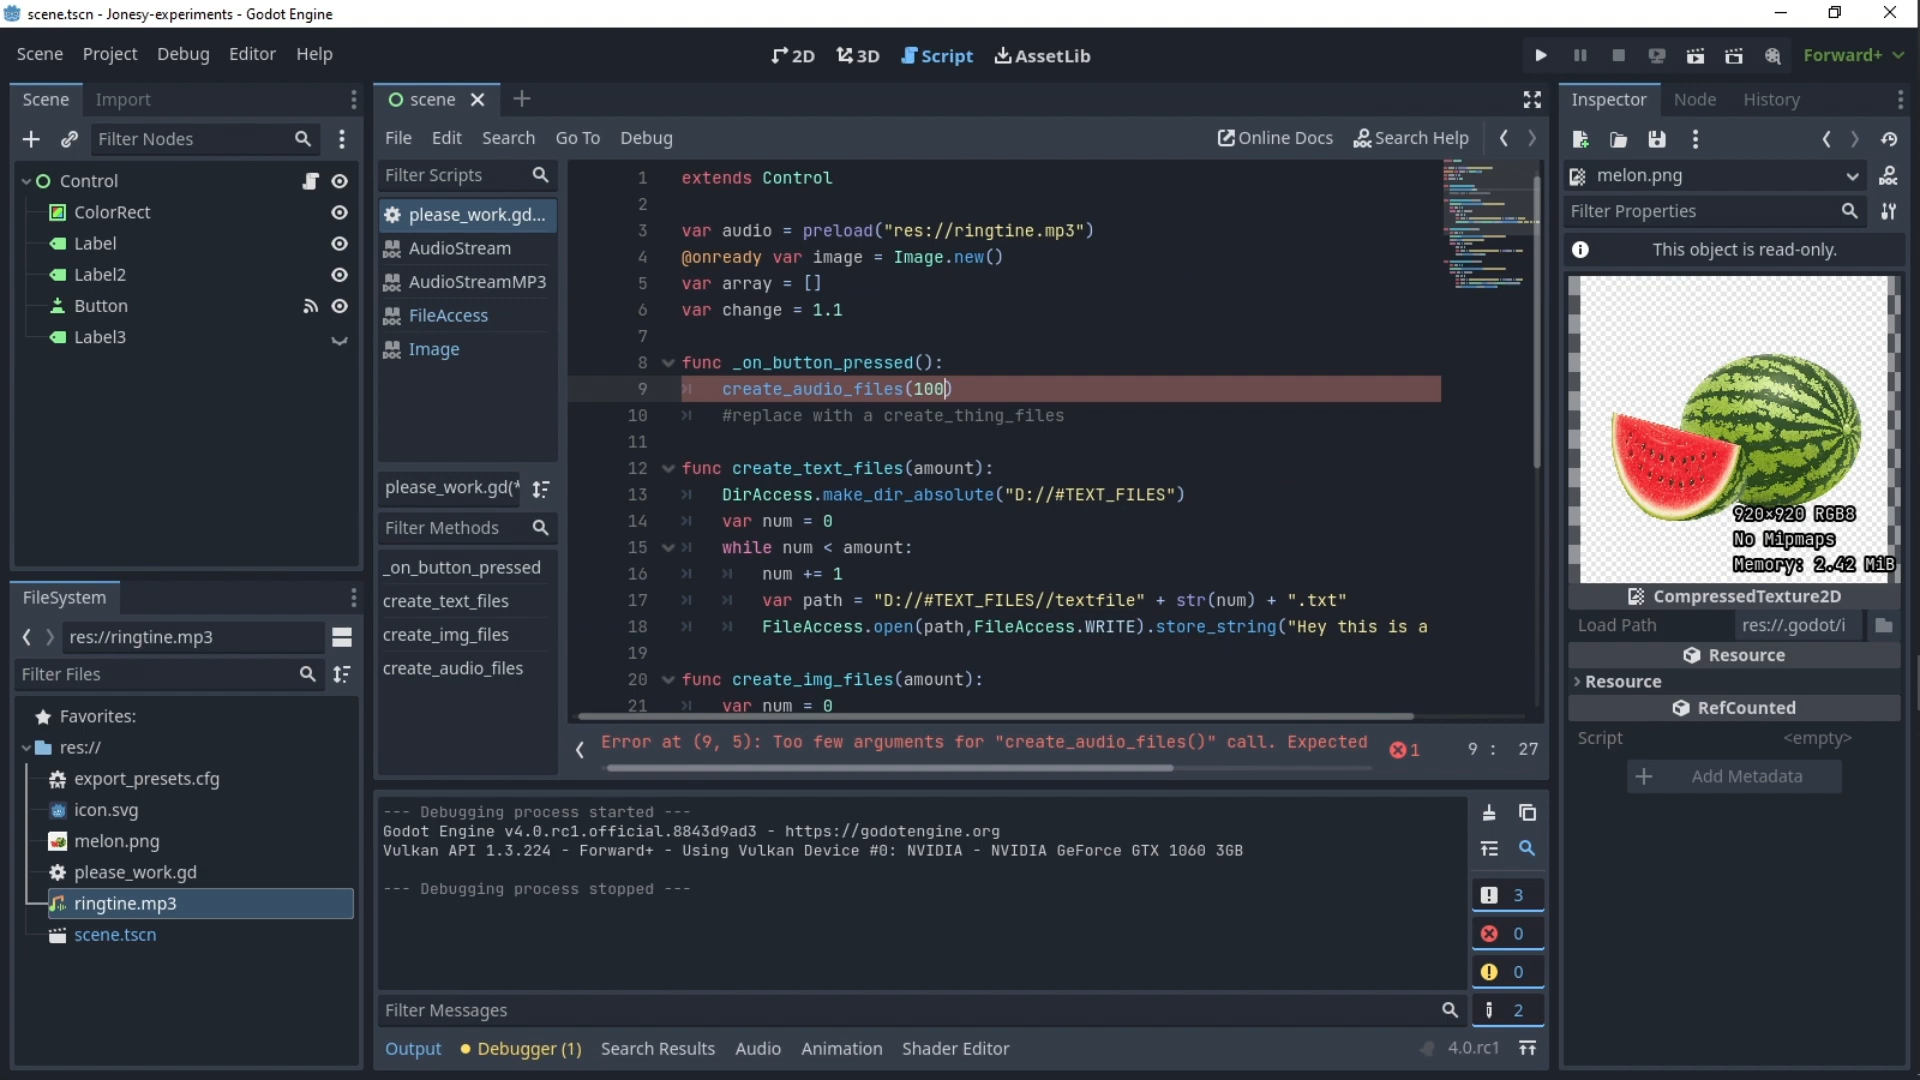 scene.tscn - Jonesy-experiments - Godot Engine
Scene Project Debug Editor Help
2D 3D Script AssetLib
Forward+
Scene Import
Filter Nodes
Control
ColorRect
Label
Label2
Button
Label3
FileSystem
res://ringtine.mp3
Filter Files
Favorites:
res://
export_presets.cfg
icon.svg
melon.png
please_work.gd
ringtine.mp3
scene.tscn
scene
File Edit Search Go To Debug
Online Docs Search Help
Filter Scripts
please_work.gd...
AudioStream
AudioStreamMP3
FileAccess
Image
please_work.gd(*
Filter Methods
_on_button_pressed
create_text_files
create_img_files
create_audio_files
1 extends Control
2
3 var audio = preload("res://ringtine.mp3")
4 @onready var image = Image.new()
5 var array = []
6 var change = 1.1
7
8 func _on_button_pressed():
9 create_audio_files(100)
10 #replace with a create_thing_files
11
12 func create_text_files(amount):
13 DirAccess.make_dir_absolute("D://#TEXT_FILES")
14 var num = 0
15 while num < amount:
16 num += 1
17 var path = "D://#TEXT_FILES//textfile" + str(num) + ".txt"
18 FileAccess.open(path,FileAccess.WRITE).store_string("Hey this is a
19
20 func create_img_files(amount):
21 var num = 0
Error at (9, 5): Too few arguments for "create_audio_files()" call. Expected
1 9 : 27
--- Debugging process started ---
Godot Engine v4.0.rc1.official.8843d9ad3 - https://godotengine.org
Vulkan API 1.3.224 - Forward+ - Using Vulkan Device #0: NVIDIA - NVIDIA GeForce GTX 1060 3GB
--- Debugging process stopped ---
3
0
0
2
Filter Messages
Output Debugger (1) Search Results Audio Animation Shader Editor
4.0.rc1
Inspector Node History
melon.png
Filter Properties
This object is read-only.
920×920 RGB8
No Mipmaps
Memory: 2.42 MiB
CompressedTexture2D
Load Path res://.godot/i
Resource
Resource
RefCounted
Script <empty>
Add Metadata